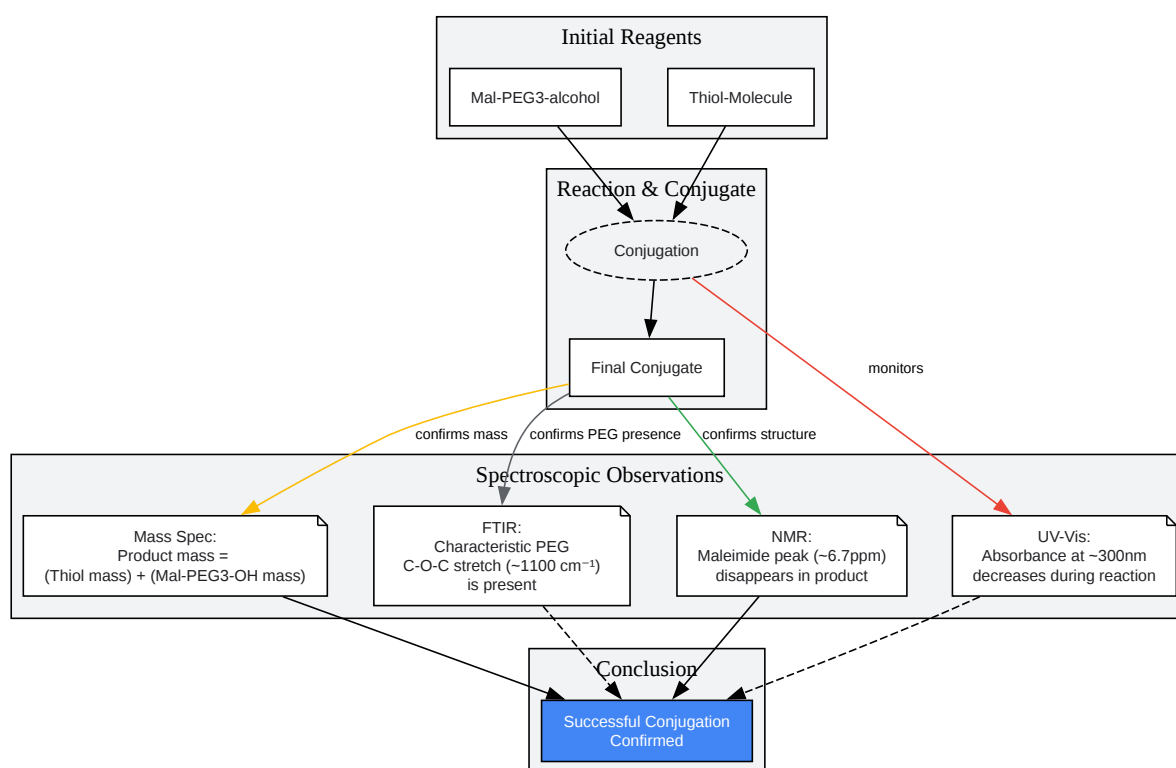 Initial Reagents
Mal-PEG3-alcohol
Thiol-Molecule
Reaction & Conjugate
Conjugation
Final Conjugate
monitors
confirms mass
confirms PEG presence
confirms structure
Spectroscopic Observations
Mass Spec:
Product mass =
(Thiol mass) + (Mal-PEG3-OH mass)
FTIR:
Characteristic PEG
C-O-C stretch (~1100 cm⁻¹)
is present
NMR:
Maleimide peak (~6.7ppm)
disappears in product
UV-Vis:
Absorbance at ~300nm
decreases during reaction
Conclusion
Successful Conjugation
Confirmed